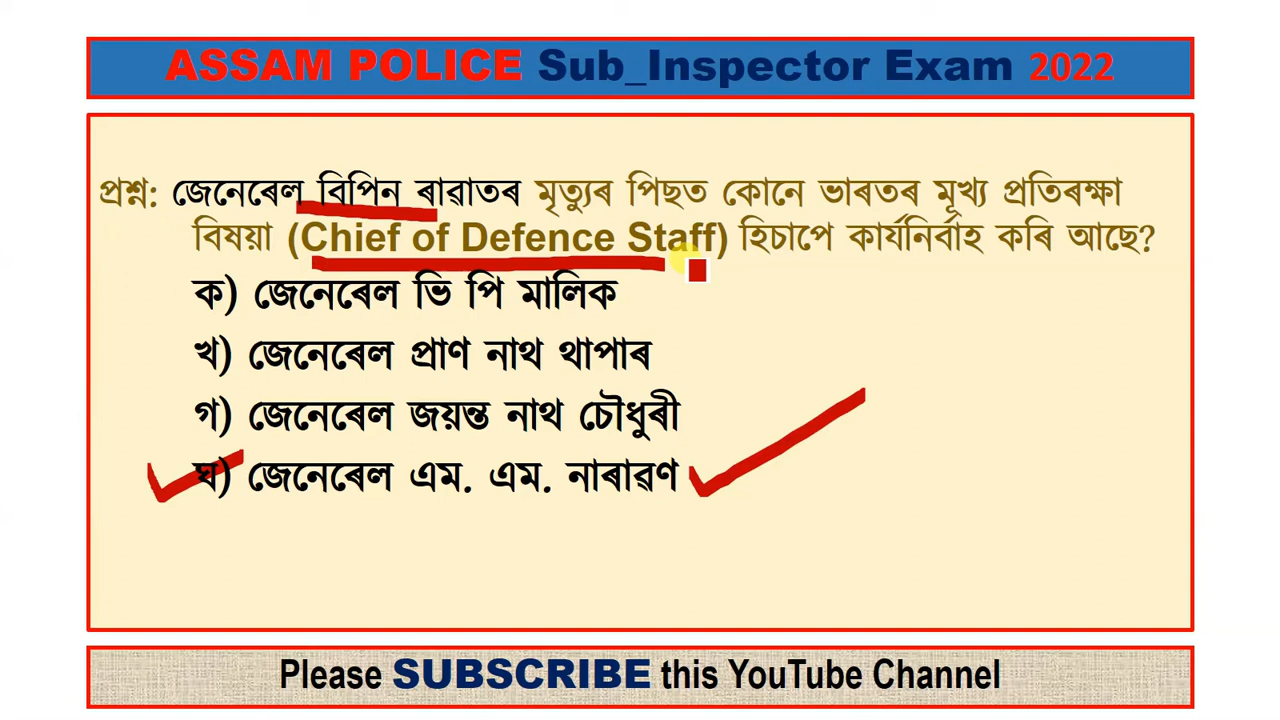 ASSAM POLICE Sub_Inspector Exam 2022
প্ৰশ্ন: জেনেৰেল বিপিন ৰাৱাতৰ মৃত্যুৰ পিছত কোনে ভাৰতৰ মূখ্য প্ৰতিৰক্ষা
বিষয়া (Chief of Defence Staff) হিচাপে কাৰ্যনিৰ্বাহ কৰি আছে?
ক) জেনেৰেল ভি পি মালিক
খ) জেনেৰেল প্ৰাণ নাথ থাপাৰ
গ) জেনেৰেল জয়ন্ত নাথ চৌধুৰী
ঘ) জেনেৰেল এম. এম. নাৰাৱণ
Please SUBSCRIBE this YouTube Channel